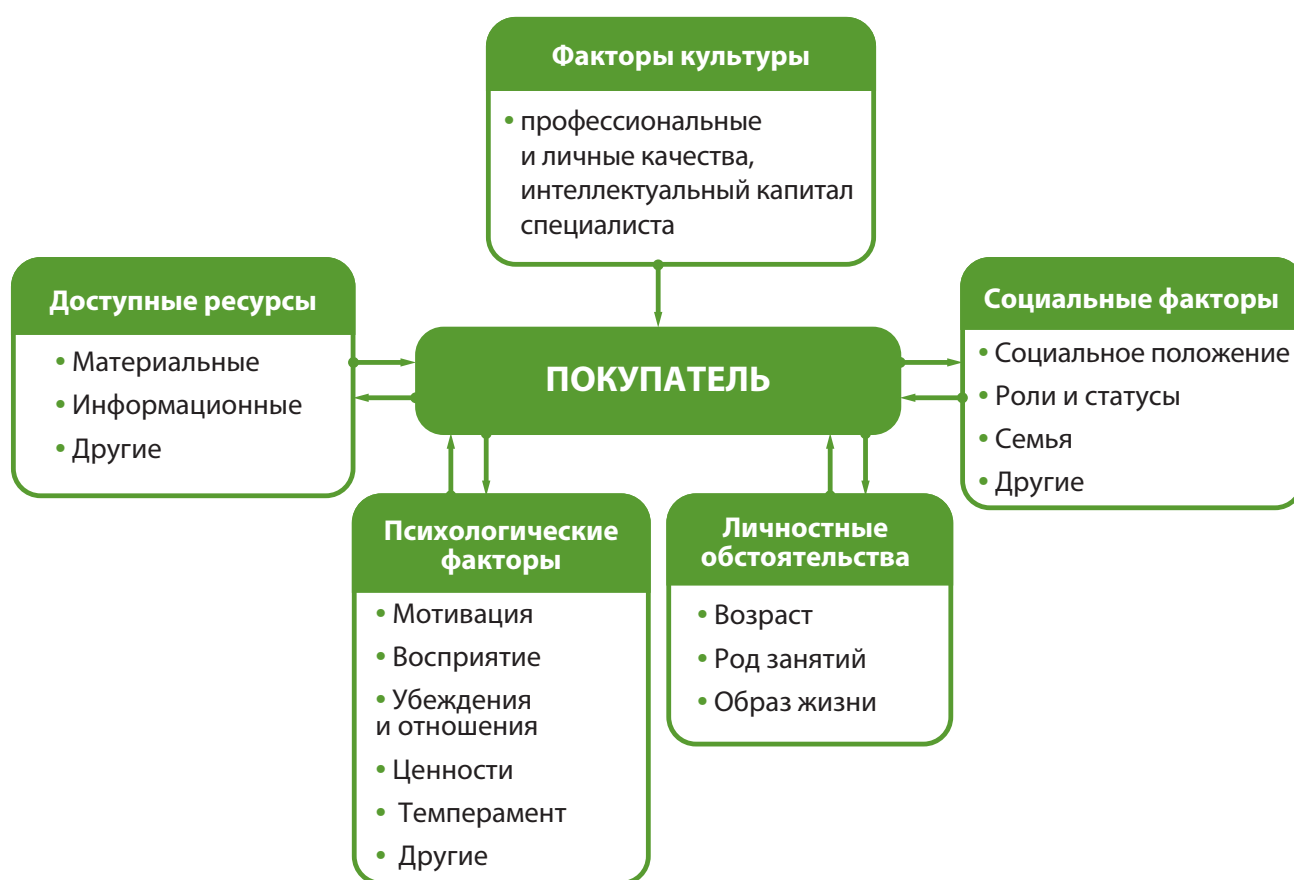 Факторы культуры
• профессиональные
и личные качества,
интеллектуальный капитал
специалиста
Доступные ресурсы
• Материальные
• Информационные
• Другие
ПОКУПАТЕЛЬ
Социальные факторы
• Социальное положение
• Роли и статусы
• Семья
• Другие
Психологические
факторы
• Мотивация
• Восприятие
• Убеждения
и отношения
• Ценности
• Темперамент
• Другие
Личностные
обстоятельства
• Возраст
• Род занятий
• Образ жизни